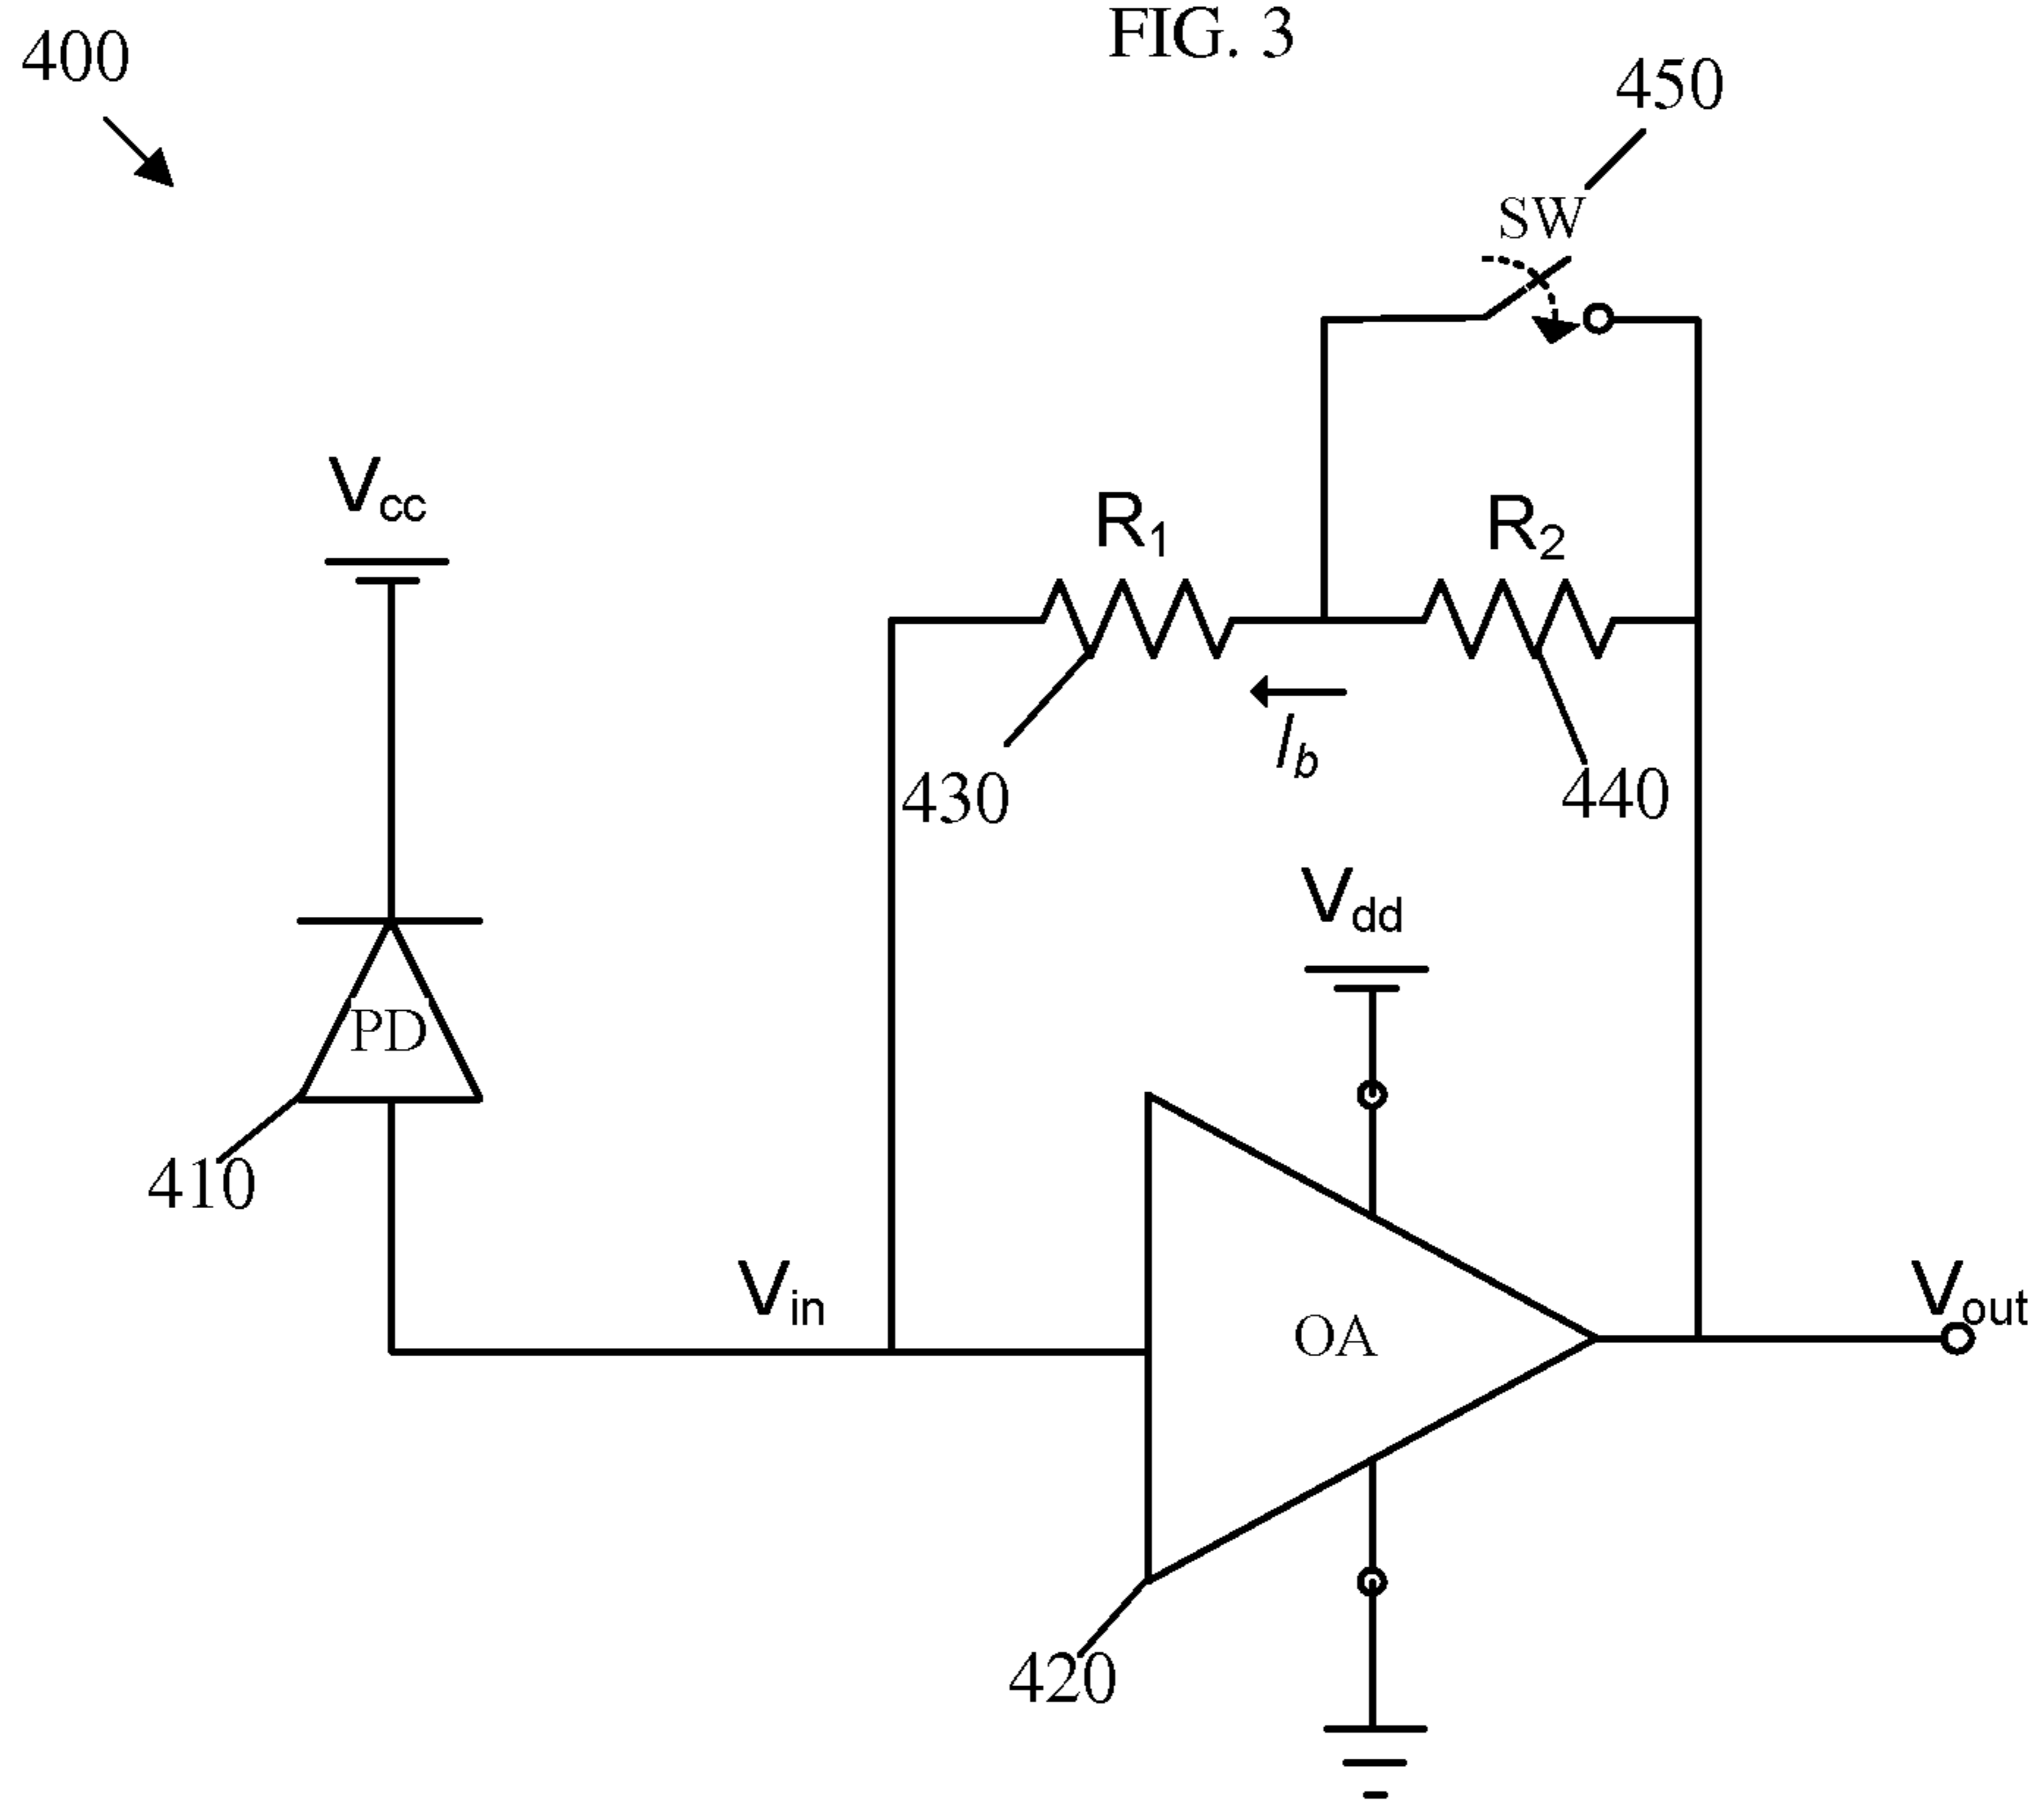 FIG. 3
400
450
SW
Vcc
R1
R2
Ib
430
440
Vdd
PD
410
Vin
OA
Vout
420